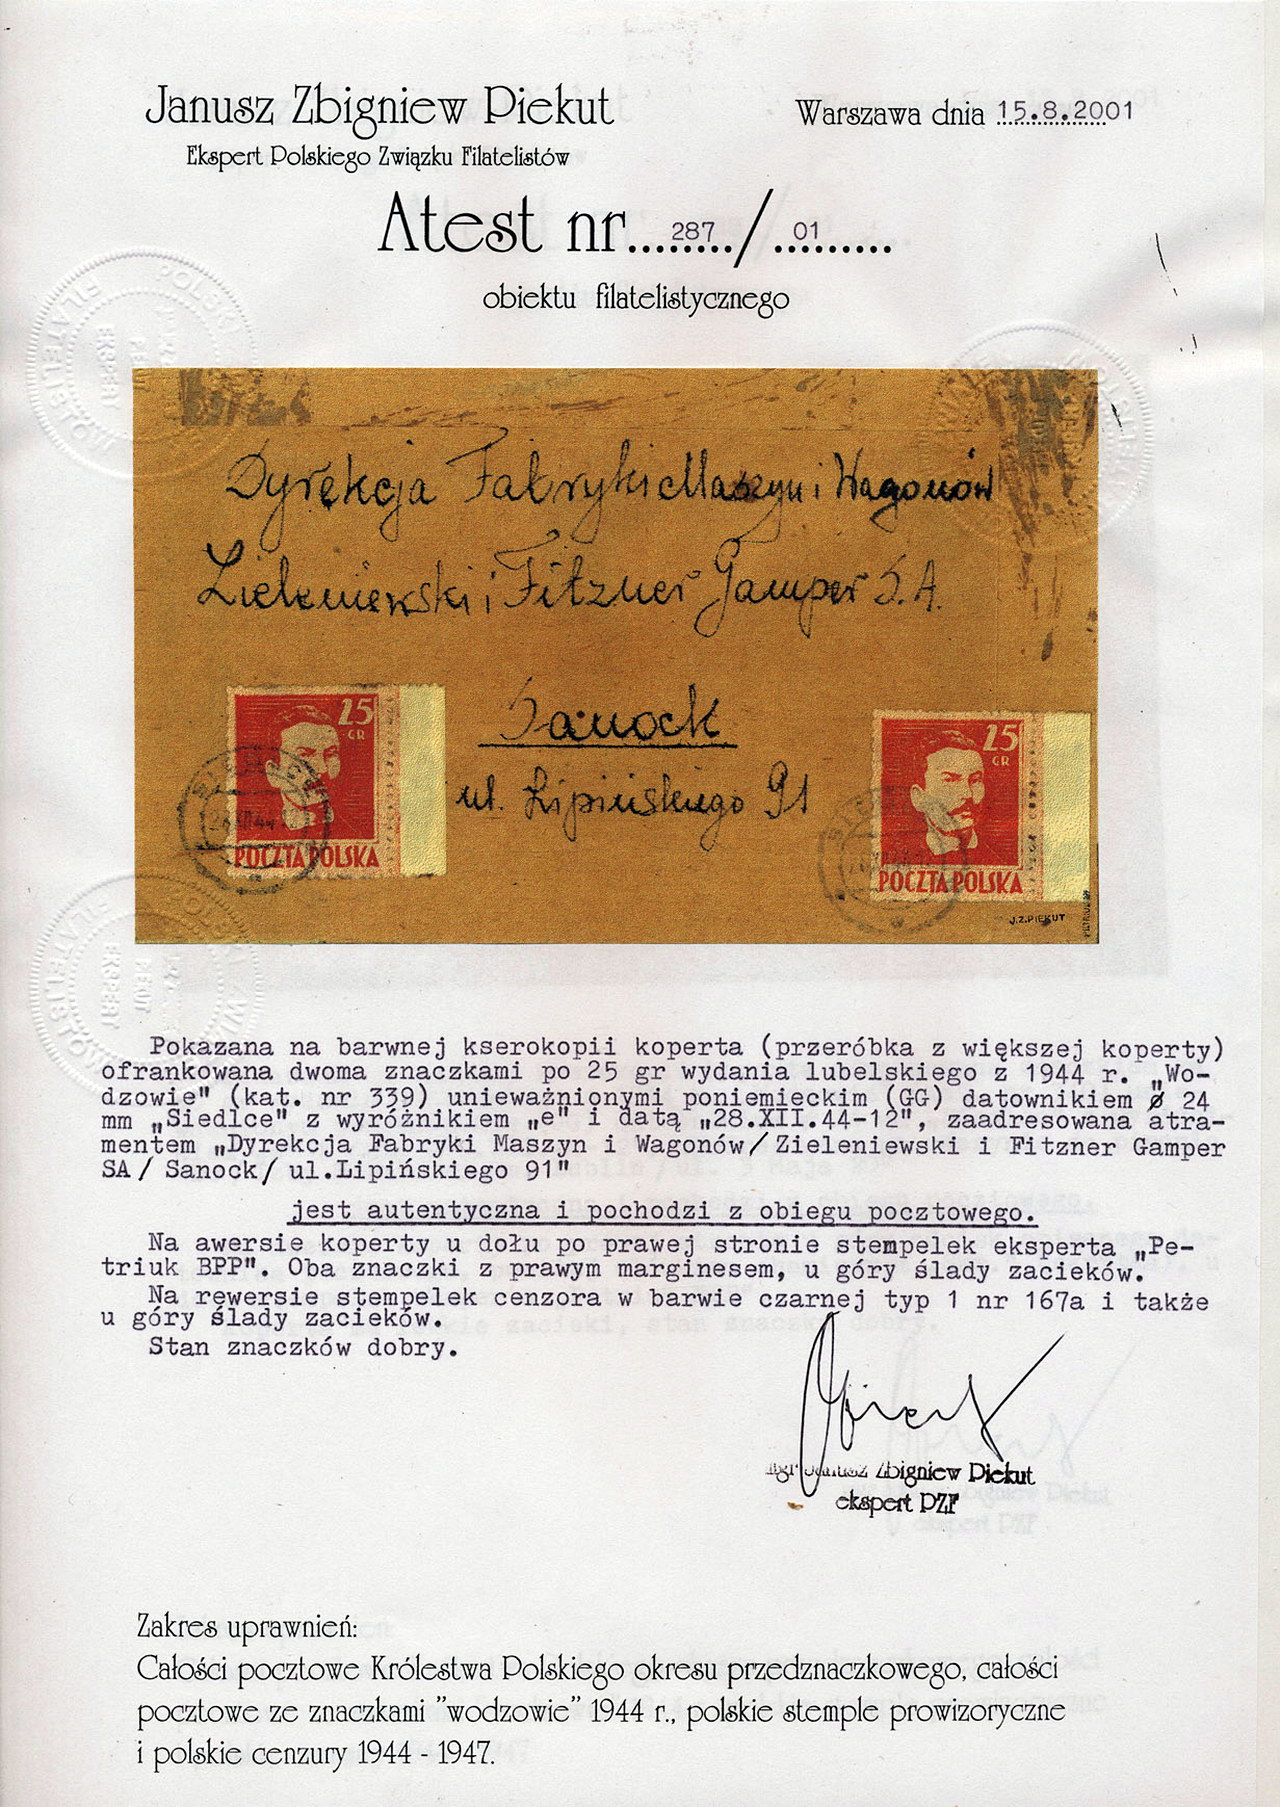 Janusz Zbigniew Piekut
Warszawa dnia 15.8.2001
Ekspert Polskiego Związku Filatelistów
Atest nr...287../..01......
obiektu filatelistycznego
POLSKI
FILATELISTÓW
EKSPERT
Dyrekcja Fabryki Maszyn i Wagonów
Zieleniewski i Fitzner Gamper S.A.
Sanock
ul. Lipińskiego 91
25
GR
POCZTA POLSKA
25
GR
POCZTA POLSKA
J.Z.PIEKUT
Pokazana na barwnej kserokopii koperta (przeróbka z większej koperty)
ofrankowana dwoma znaczkami po 25 gr wydania lubelskiego z 1944 r. „Wo-
dzowie" (kat. nr 339) unieważnionymi poniemieckim (GG) datownikiem ø 24
mm „Siedlce" z wyróżnikiem „e" i datą „28.XII.44-12", zaadresowana atra-
mentem „Dyrekcja Fabryki Maszyn i Wagonów/ Zieleniewski i Fitzner Gamper
SA/ Sanock/ ul.Lipińskiego 91"
jest autentyczna i pochodzi z obiegu pocztowego.
Na awersie koperty u dołu po prawej stronie stempelek eksperta „Pe-
triuk BPP". Oba znaczki z prawym marginesem, u góry ślady zacieków.
Na rewersie stempelek cenzora w barwie czarnej typ 1 nr 167a i także
u góry ślady zacieków.
Stan znaczków dobry.
mgr Janusz Zbigniew Piekut
ekspert PZF
Zakres uprawnień:
Całości pocztowe Królestwa Polskiego okresu przedznaczkowego, całości
pocztowe ze znaczkami "wodzowie" 1944 r., polskie stemple prowizoryczne
i polskie cenzury 1944 - 1947.